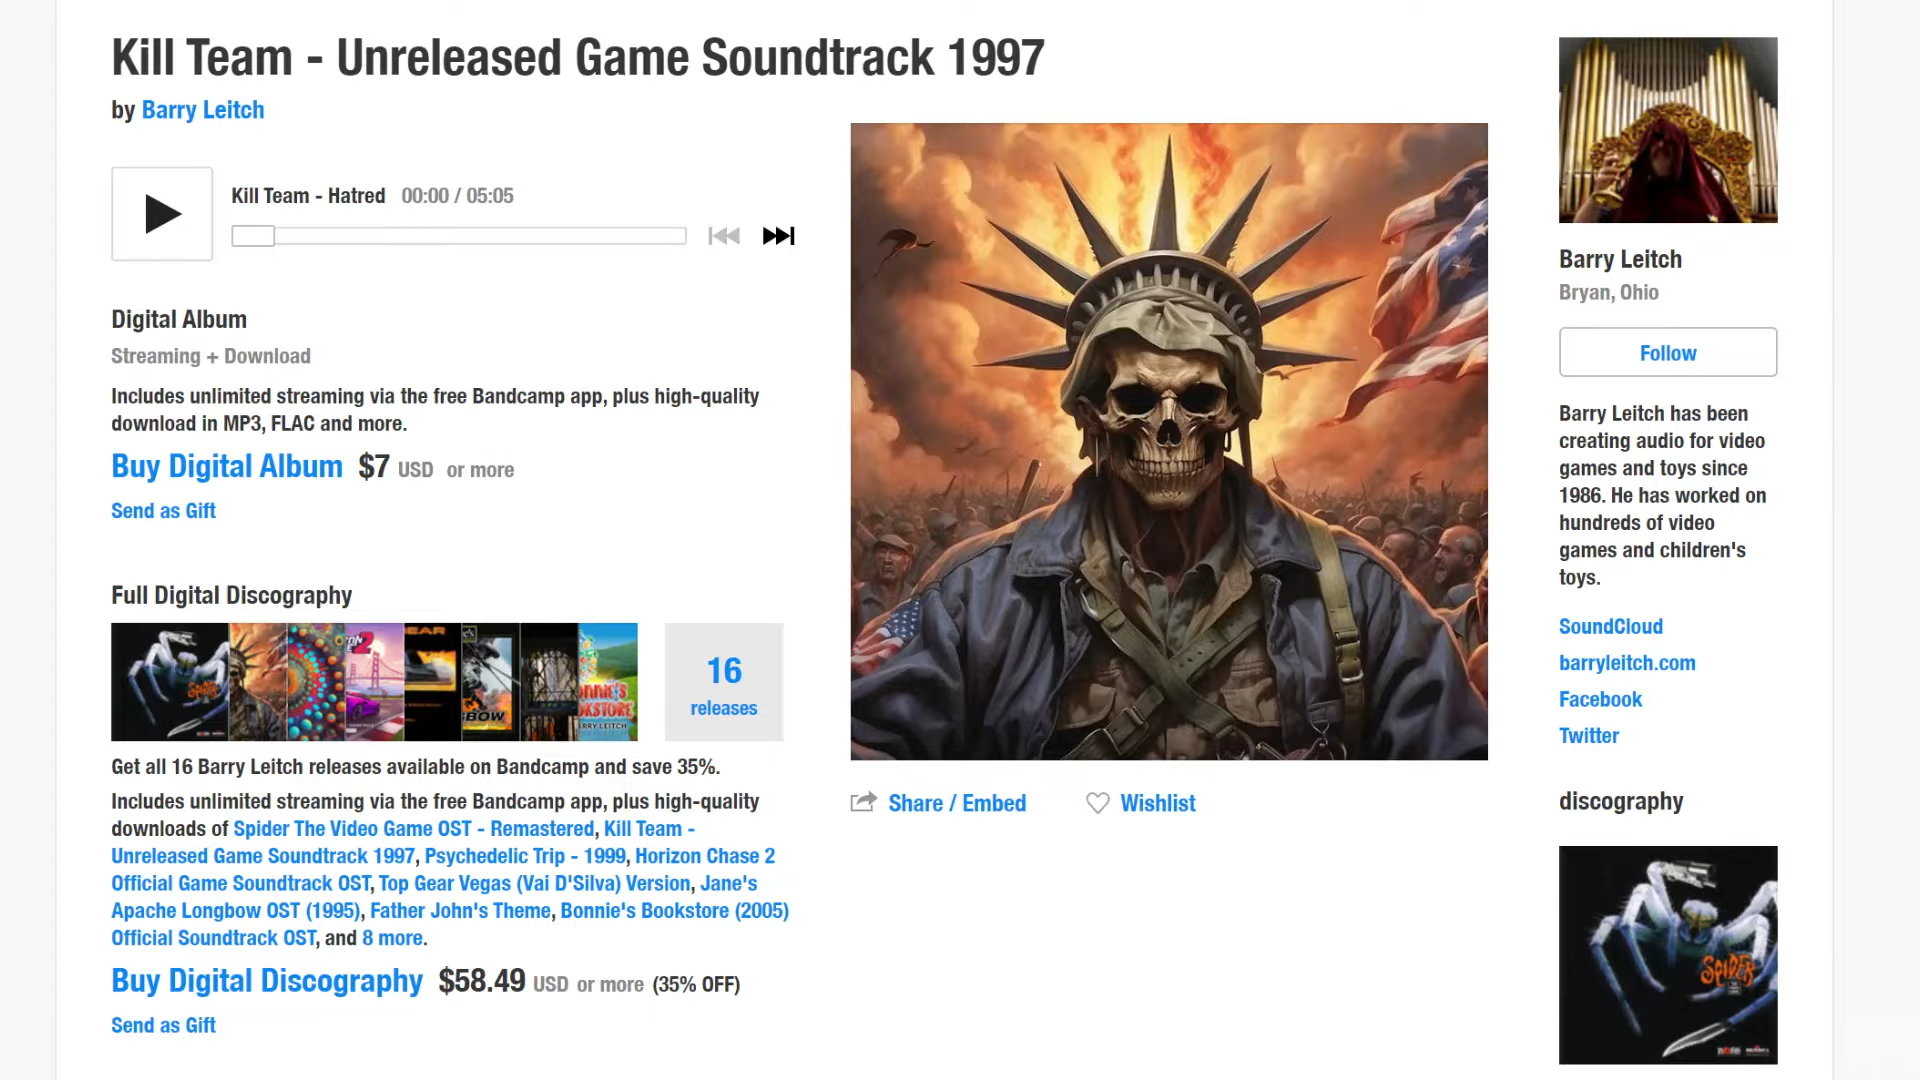 Kill Team - Unreleased Game Soundtrack 1997
by Barry Leitch
Kill Team - Hatred 00:00 / 05:05
Digital Album
Streaming + Download
Includes unlimited streaming via the free Bandcamp app, plus high-quality
download in MP3, FLAC and more.
Buy Digital Album $7 USD or more
Send as Gift
Full Digital Discography
16
releases
Get all 16 Barry Leitch releases available on Bandcamp and save 35%.
Includes unlimited streaming via the free Bandcamp app, plus high-quality
downloads of Spider The Video Game OST - Remastered, Kill Team -
Unreleased Game Soundtrack 1997, Psychedelic Trip - 1999, Horizon Chase 2
Official Game Soundtrack OST, Top Gear Vegas (Vai D'Silva) Version, Jane's
Apache Longbow OST (1995), Father John's Theme, Bonnie's Bookstore (2005)
Official Soundtrack OST, and 8 more.
Buy Digital Discography $58.49 USD or more (35% OFF)
Send as Gift
Share / Embed Wishlist
Barry Leitch
Bryan, Ohio
Follow
Barry Leitch has been
creating audio for video
games and toys since
1986. He has worked on
hundreds of video
games and children's
toys.
SoundCloud
barryleitch.com
Facebook
Twitter
discography
SPIDER